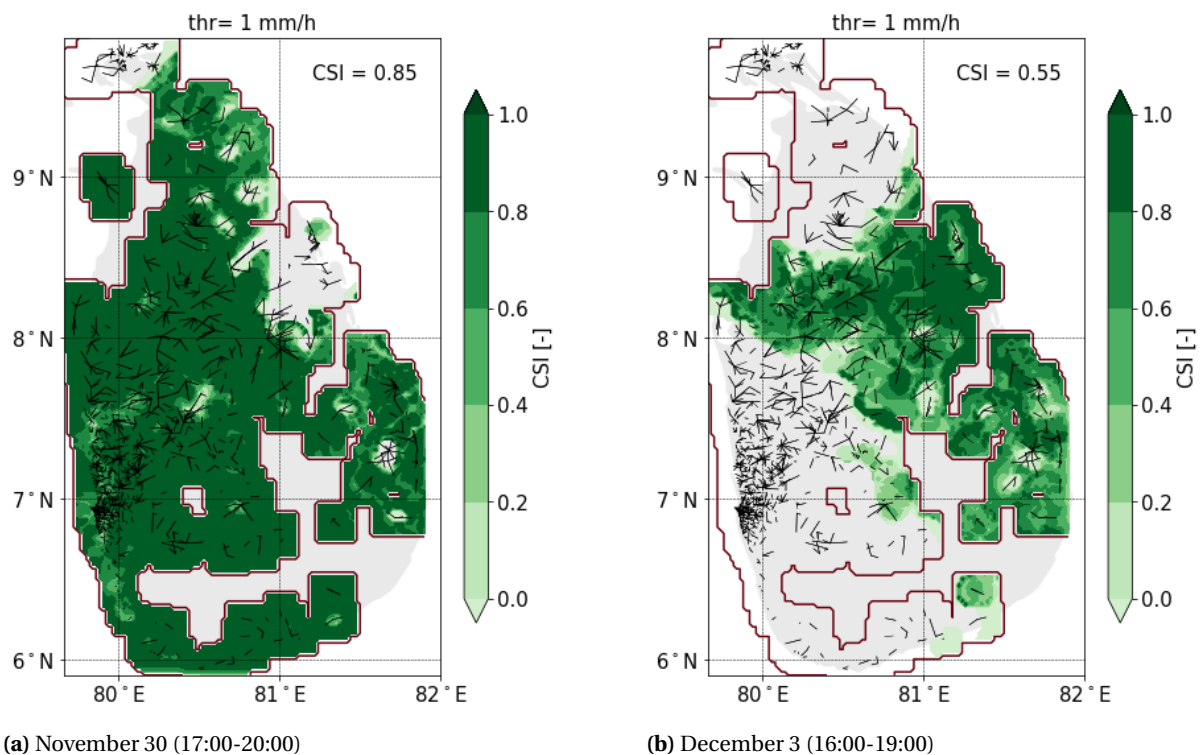 thr= 1 mm/h
CSI = 0.85
9°N
8°N
7°N
6°N
80°E
81°E
82°E
1.0
0.8
0.6
0.4
0.2
0.0
CSI [-]
(a) November 30 (17:00-20:00)
thr= 1 mm/h
CSI = 0.55
9°N
8°N
7°N
6°N
80°E
81°E
82°E
1.0
0.8
0.6
0.4
0.2
0.0
CSI [-]
(b) December 3 (16:00-19:00)